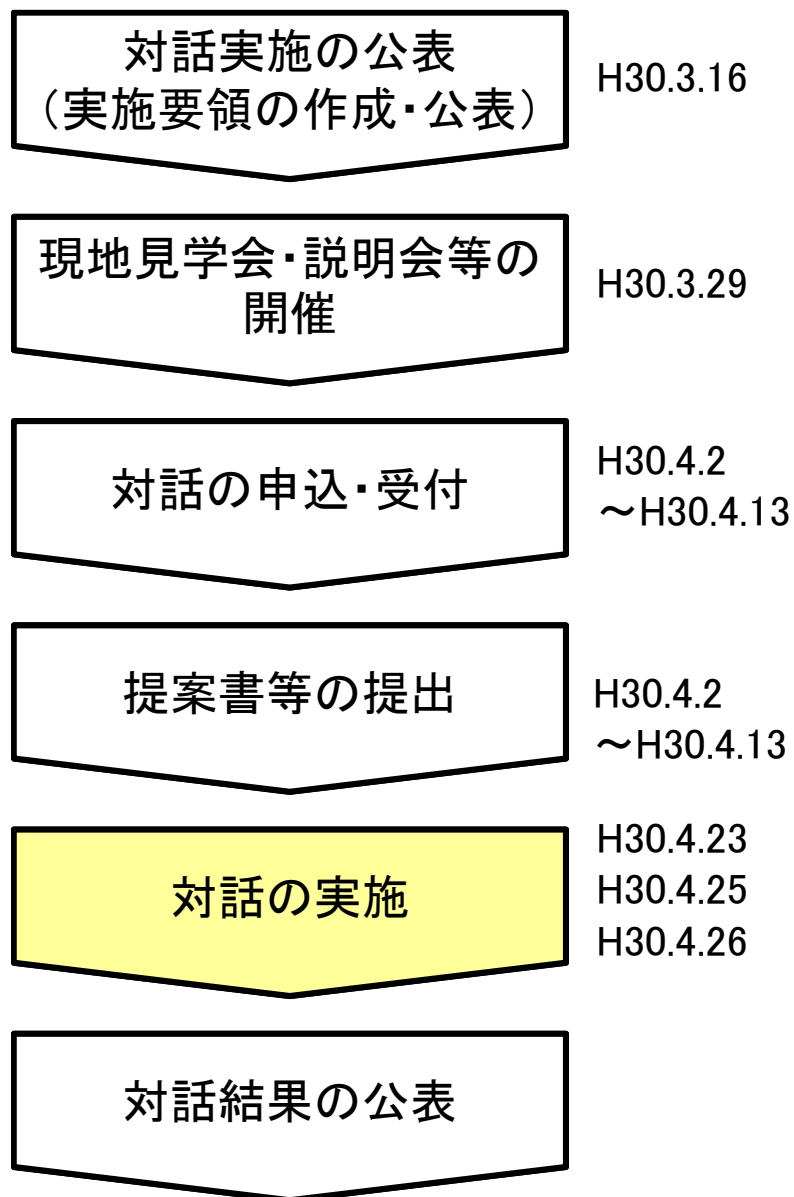 対話実施の公表
（実施要領の作成・公表）
H30.3.16
現地見学会・説明会等の
開催
H30.3.29
対話の申込・受付
H30.4.2
～H30.4.13
提案書等の提出
H30.4.2
～H30.4.13
対話の実施
H30.4.23
H30.4.25
H30.4.26
対話結果の公表